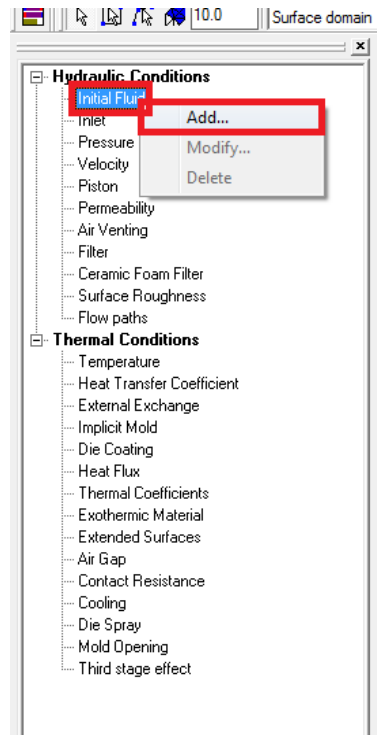 10.0 Surface domain
Hydraulic Conditions
Initial Fluid
Inlet
Add...
Pressure
Modify...
Velocity
Delete
Piston
Permeability
Air Venting
Filter
Ceramic Foam Filter
Surface Roughness
Flow paths
Thermal Conditions
Temperature
Heat Transfer Coefficient
External Exchange
Implicit Mold
Die Coating
Heat Flux
Thermal Coefficients
Exothermic Material
Extended Surfaces
Air Gap
Contact Resistance
Cooling
Die Spray
Mold Opening
Third stage effect